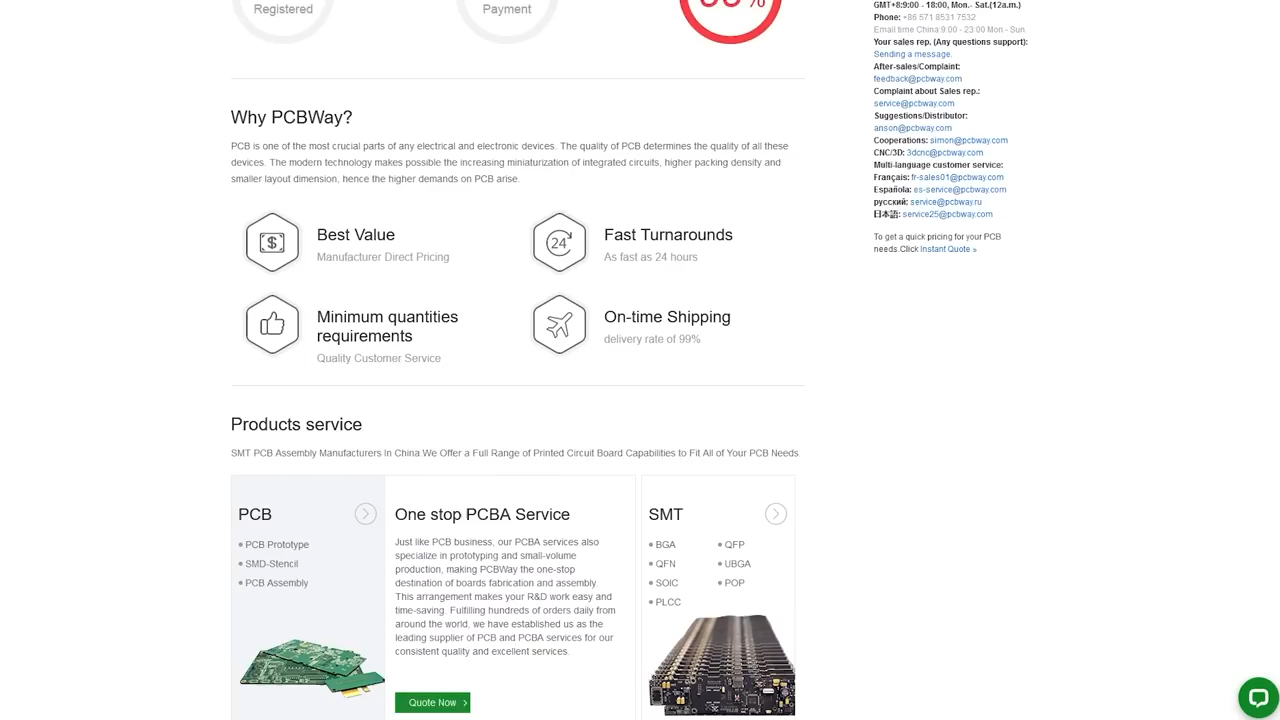 Registered
Payment
%
Why PCBWay?
PCB is one of the most crucial parts of any electrical and electronic devices. The quality of PCB determines the quality of all these
devices. The modern technology makes possible the increasing miniaturization of integrated circuits, higher packing density and
smaller layout dimension, hence the higher demands on PCB arise.
$
Best Value
Manufacturer Direct Pricing
24
Fast Turnarounds
As fast as 24 hours
Minimum quantities
requirements
Quality Customer Service
On-time Shipping
delivery rate of 99%
Products service
SMT PCB Assembly Manufacturers In China.We Offer a Full Range of Printed Circuit Board Capabilities to Fit All of Your PCB Needs.
PCB
PCB Prototype
SMD-Stencil
PCB Assembly
One stop PCBA Service
Just like PCB business, our PCBA services also
specialize in prototyping and small-volume
production, making PCBWay the one-stop
destination of boards fabrication and assembly.
This arrangement makes your R&D work easy and
time-saving. Fulfilling hundreds of orders daily from
around the world, we have established us as the
leading supplier of PCB and PCBA services for our
consistent quality and excellent services.
Quote Now
SMT
BGA
QFP
QFN
UBGA
SOIC
POP
PLCC
GMT+8:9:00 - 18:00, Mon.- Sat.(12a.m.)
Phone: +86 571 8531 7532
Email time China:9:00 - 23:00 Mon - Sun
Your sales rep. (Any questions support):
Sending a message.
After-sales/Complaint:
feedback@pcbway.com
Complaint about Sales rep.:
service@pcbway.com
Suggestions/Distributor:
anson@pcbway.com
Cooperations: simon@pcbway.com
CNC/3D: 3dcnc@pcbway.com
Multi-language customer service:
Français: fr-sales01@pcbway.com
Española: es-service@pcbway.com
русский: service@pcbway.ru
日本語: service25@pcbway.com
To get a quick pricing for your PCB
needs.Click Instant Quote »